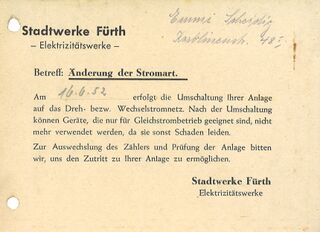 Stadtwerke Fürth
– Elektrizitätswerke –
Emmi
Karolinenstr. 48
Betreff: Änderung der Stromart.
Am 16.6.52 erfolgt die Umschaltung Ihrer Anlage
auf das Dreh- bezw. Wechselstromnetz. Nach der Umschaltung
können Geräte, die nur für Gleichstrombetrieb geeignet sind, nicht
mehr verwendet werden, da sie sonst Schaden leiden.
Zur Auswechslung des Zählers und Prüfung der Anlage bitten
wir, uns den Zutritt zu Ihrer Anlage zu ermöglichen.
Stadtwerke Fürth
Elektrizitätswerke